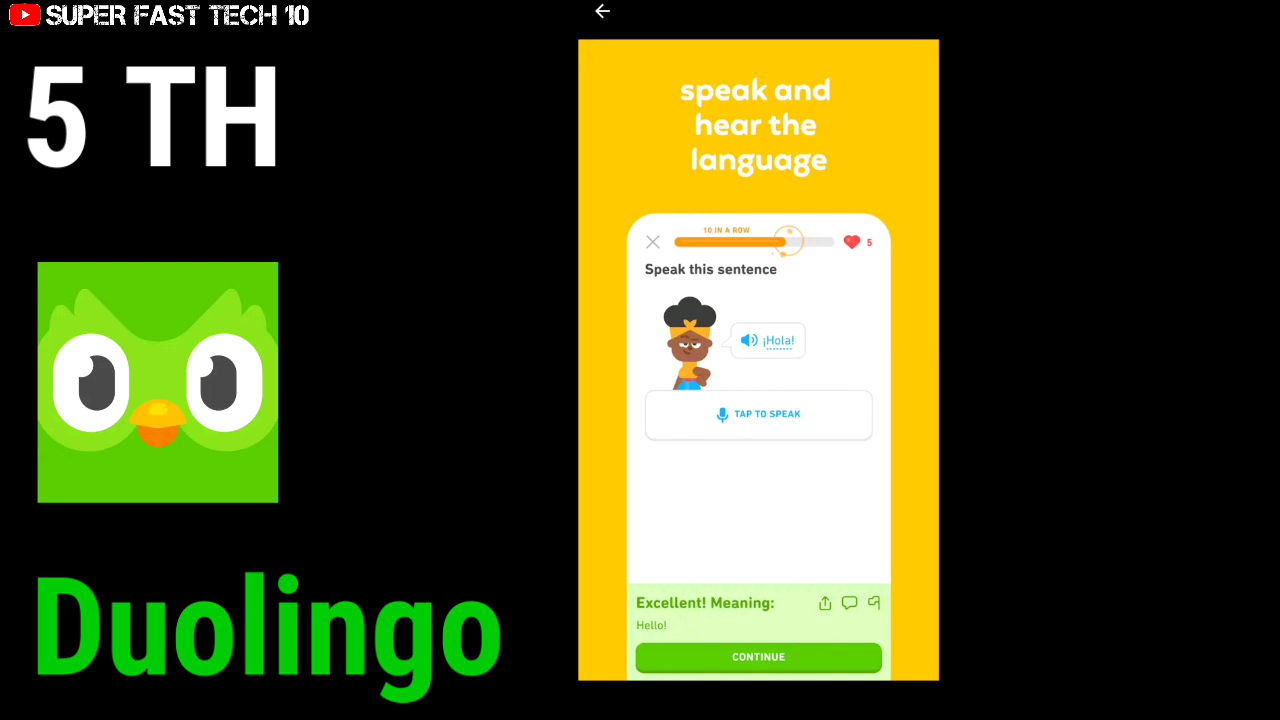 SUPER FAST TECH 10
5 TH
Duolingo
speak and
hear the
language
10 IN A ROW
5
Speak this sentence
¡Hola!
TAP TO SPEAK
Excellent! Meaning:
Hello!
CONTINUE